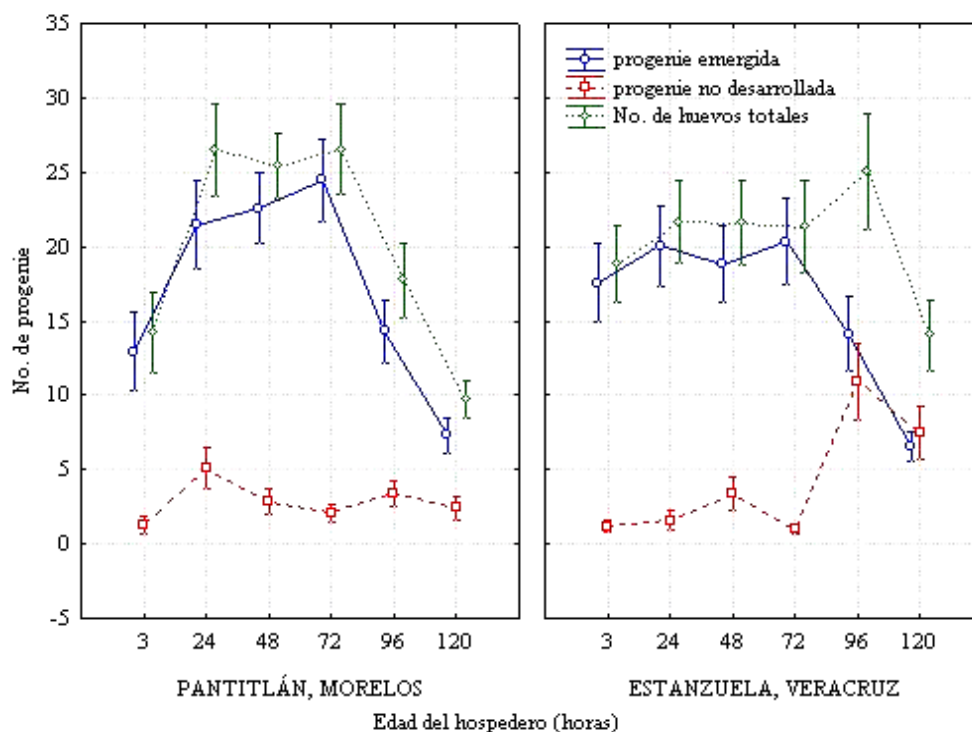 35
30
25
20
15
10
5
0
-5
No. de progenie
progenie emergida
progenie no desarrollada
No. de huevos totales
3 24 48 72 96 120
3 24 48 72 96 120
PANTITLÁN, MORELOS
ESTANZUELA, VERACRUZ
Edad del hospedero (horas)